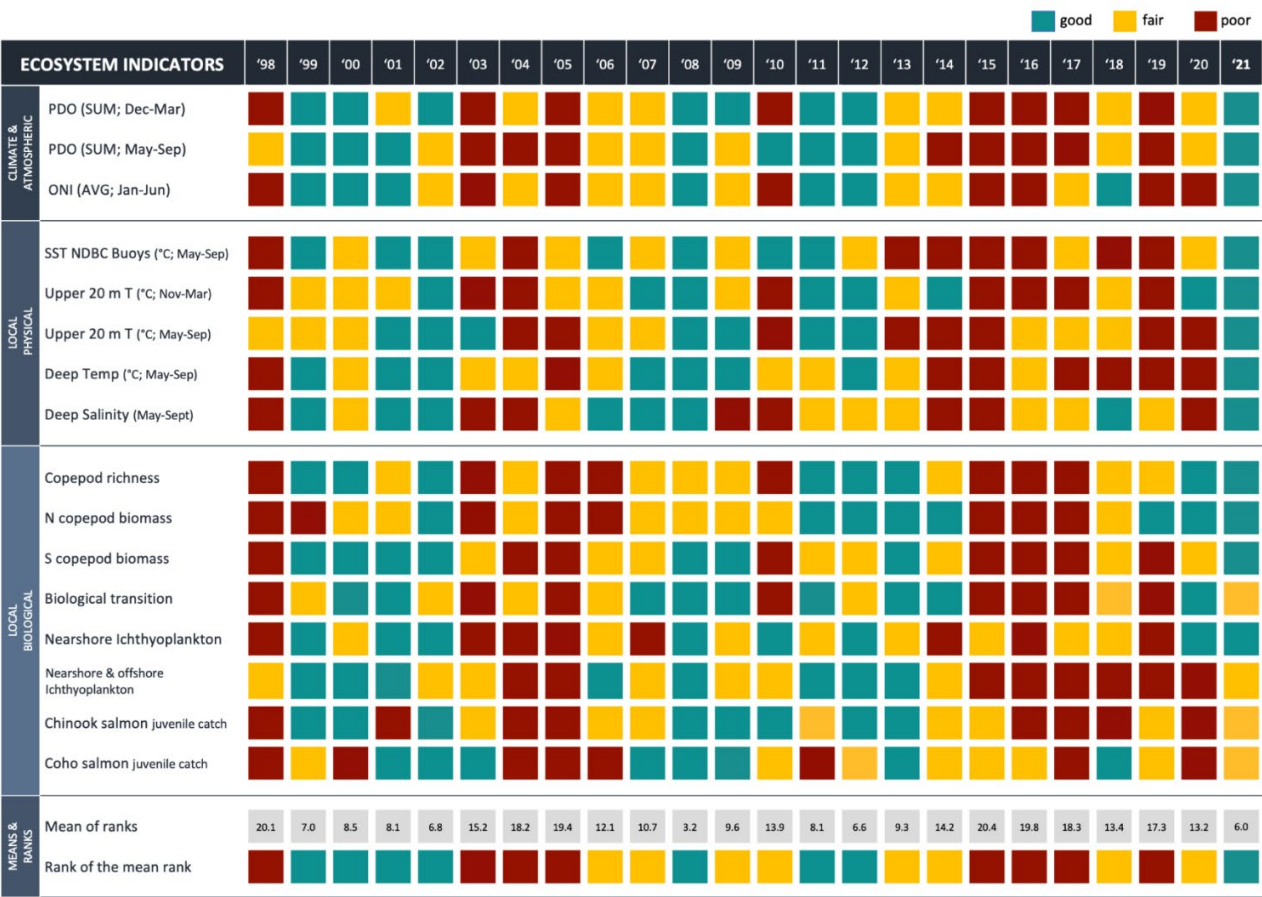 good fair poor
ECOSYSTEM INDICATORS '98 '99 '00 '01 '02 '03 '04 '05 '06 '07 '08 '09 '10 '11 '12 '13 '14 '15 '16 '17 '18 '19 '20 '21
CLIMATE &
ATMOSPHERIC
PDO (SUM; Dec-Mar)
PDO (SUM; May-Sep)
ONI (AVG; Jan-Jun)
LOCAL
PHYSICAL
SST NDBC Buoys (°C; May-Sep)
Upper 20 m T (°C; Nov-Mar)
Upper 20 m T (°C; May-Sep)
Deep Temp (°C; May-Sep)
Deep Salinity (May-Sept)
LOCAL
BIOLOGICAL
Copepod richness
N copepod biomass
S copepod biomass
Biological transition
Nearshore Ichthyoplankton
Nearshore & offshore
Ichthyoplankton
Chinook salmon juvenile catch
Coho salmon juvenile catch
MEANS &
RANKS
Mean of ranks 20.1 7.0 8.5 8.1 6.8 15.2 18.2 19.4 12.1 10.7 3.2 9.6 13.9 8.1 6.6 9.3 14.2 20.4 19.8 18.3 13.4 17.3 13.2 6.0
Rank of the mean rank